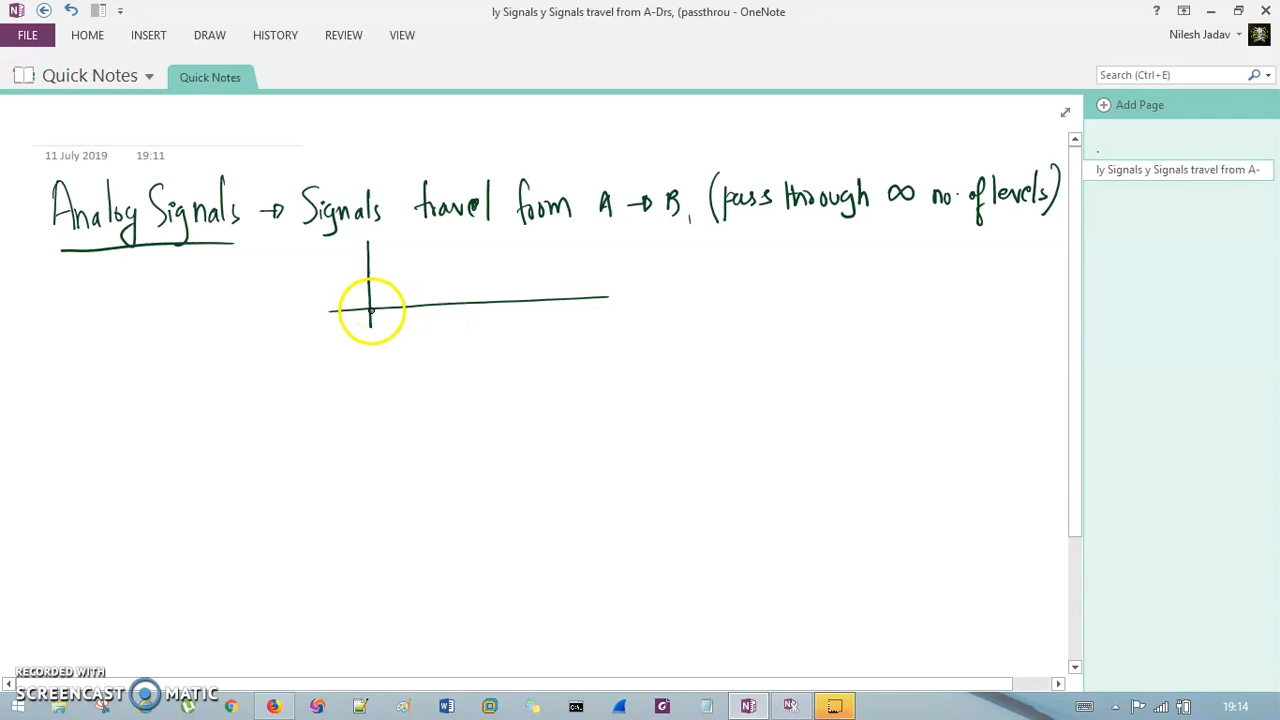 ly Signals y Signals travel from A-Drs, (passthrou - OneNote
FILE HOME INSERT DRAW HISTORY REVIEW VIEW
Nilesh Jadav
Quick Notes
Quick Notes
Search (Ctrl+E)
Add Page
11 July 2019 19:11
.
ly Signals y Signals travel from A-
Analog Signals → Signals travel from A → B, (pass through ∞ no. of levels)
RECORDED WITH
SCREENCAST MATIC
19:14